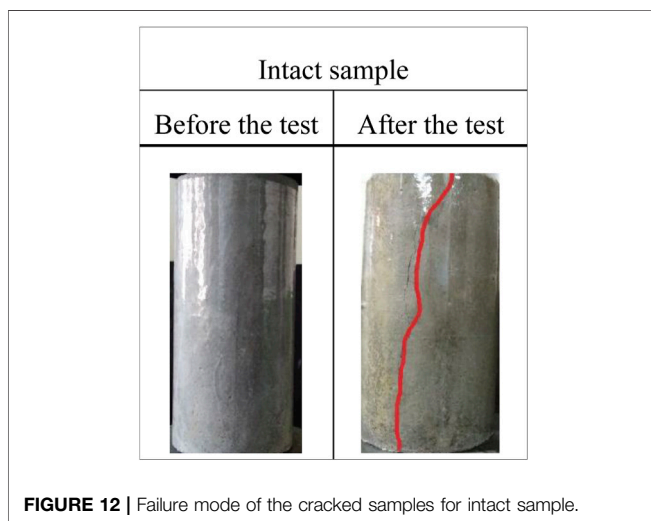 Intact sample
Before the test
After the test
FIGURE 12 | Failure mode of the cracked samples for intact sample.